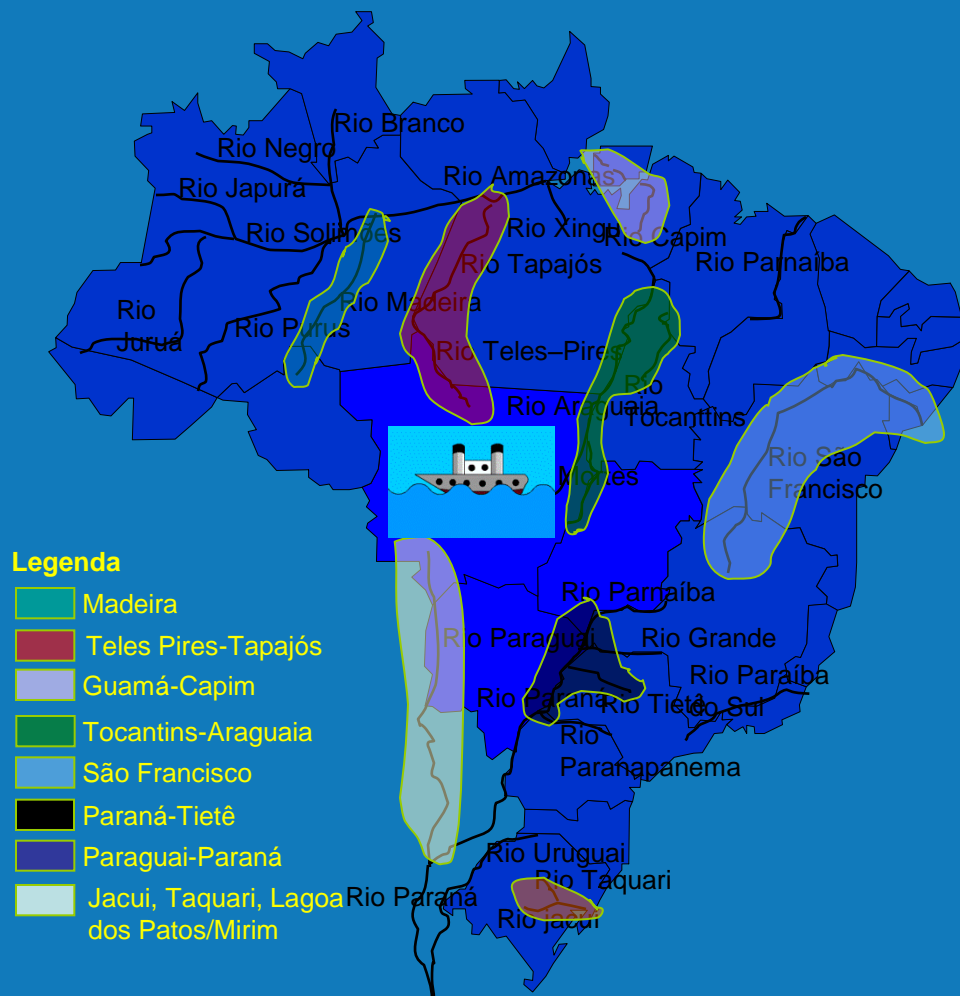 Rio Branco
Rio Negro
Rio Japurá
Rio Amazonas
Rio Solimões
Rio Xingu
Rio Capim
Rio Tapajós
Rio Parnaíba
Rio
Juruá
Rio Purus
Rio Madeira
Rio Teles–Pires
Rio Araguaia
Rio
Tocanttins
Mortes
Rio São
Francisco
Rio Parnaíba
Rio Paraguai
Rio Grande
Rio Paraíba
do Sul
Rio Paraná
Rio Tietê
Rio
Paranapanema
Rio Uruguai
Rio Taquari
Rio Paraná
Rio jacuí
Legenda
Madeira
Teles Pires-Tapajós
Guamá-Capim
Tocantins-Araguaia
São Francisco
Paraná-Tietê
Paraguai-Paraná
Jacui, Taquari, Lagoa
dos Patos/Mirim